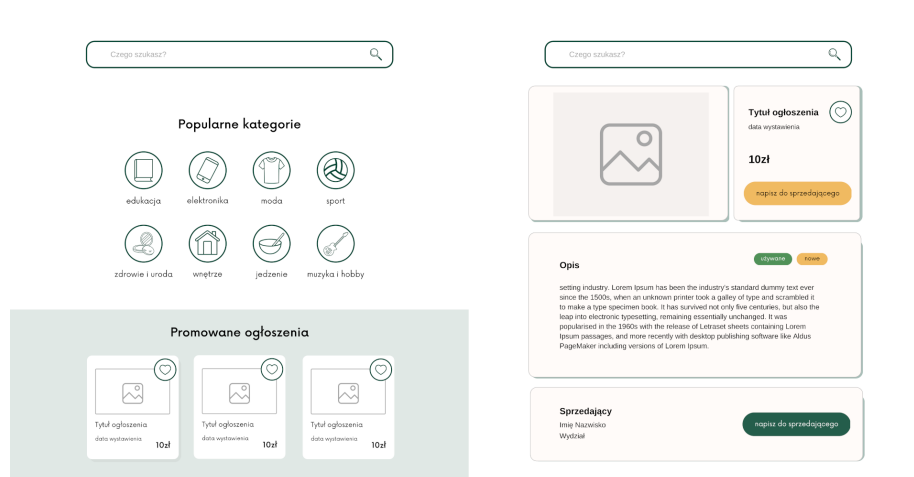 Czego szukasz?
Popularne kategorie
edukacja
elektronika
moda
sport
zdrowie i uroda
wnętrze
jedzenie
muzyka i hobby
Promowane ogłoszenia
Tytuł ogłoszenia
data wystawienia
10zł
Tytuł ogłoszenia
data wystawienia
10zł
Tytuł ogłoszenia
data wystawienia
10zł
Czego szukasz?
Tytuł ogłoszenia
data wystawienia
10zł
napisz do sprzedającego
Opis
używane
nowe
setting industry. Lorem Ipsum has been the industry's standard dummy text ever
since the 1500s, when an unknown printer took a galley of type and scrambled it
to make a type specimen book. It has survived not only five centuries, but also the
leap into electronic typesetting, remaining essentially unchanged. It was
popularised in the 1960s with the release of Letraset sheets containing Lorem
Ipsum passages, and more recently with desktop publishing software like Aldus
PageMaker including versions of Lorem Ipsum.
Sprzedający
Imię Nazwisko
Wydział
napisz do sprzedającego